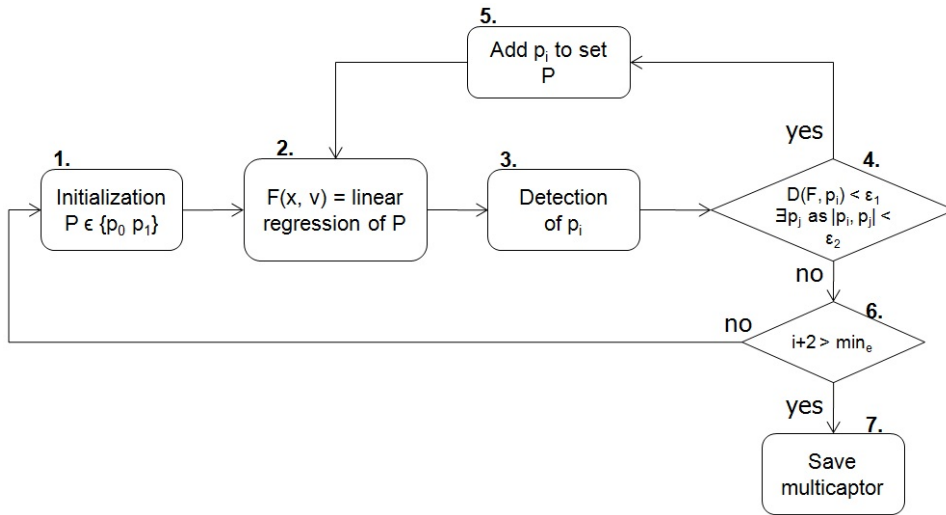 5.
Add pᵢ to set
P
yes
1.
Initialization
P ϵ {p₀ p₁}
2.
F(x, v) = linear
regression of P
3.
Detection
of pᵢ
4.
D(F, pᵢ) < ε₁
∃pⱼ as |pᵢ, pⱼ| <
ε₂
no
6.
no
i+2 > minₑ
yes
7.
Save
multicaptor